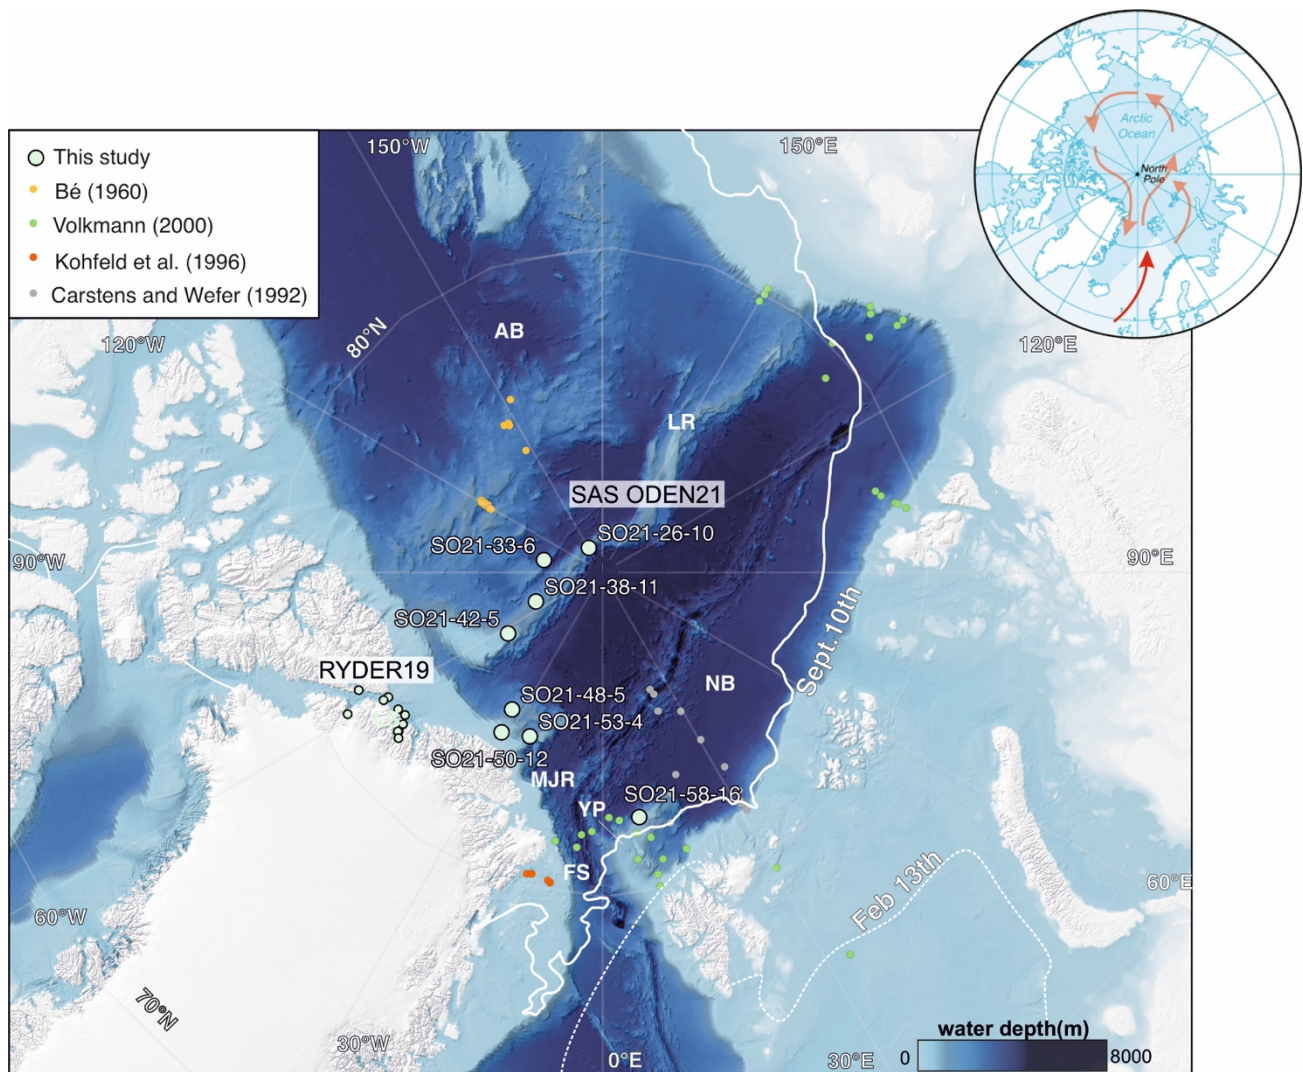 Arctic
Ocean
North
Pole
This study
Bé (1960)
Volkmann (2000)
Kohfeld et al. (1996)
Carstens and Wefer (1992)
150°W
150°E
120°W
80°N
AB
120°E
LR
SAS ODEN21
SO21-26-10
SO21-33-6
90°W
90°E
SO21-38-11
SO21-42-5
Sept.10th
RYDER19
NB
SO21-48-5
SO21-53-4
SO21-50-12
MJR
SO21-58-16
YP
FS
Feb 13th
60°E
60°W
70°N
30°W
0°E
30°E
water depth(m)
0
8000